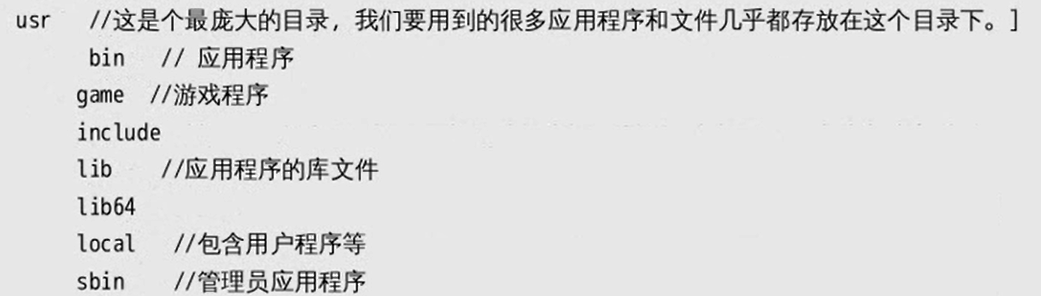 usr //这是个最庞大的目录，我们要用到的很多应用程序和文件几乎都存放在这个目录下。]
bin // 应用程序
game //游戏程序
include
lib //应用程序的库文件
lib64
local //包含用户程序等
sbin //管理员应用程序